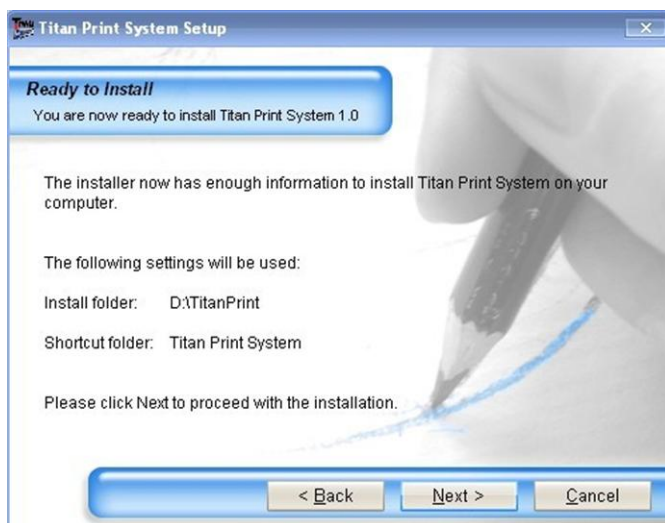 Titan Print System Setup
Ready to Install
You are now ready to install Titan Print System 1.0
The installer now has enough information to install Titan Print System on your
computer.
The following settings will be used:
Install folder: D:\TitanPrint
Shortcut folder: Titan Print System
Please click Next to proceed with the installation.
< Back Next > Cancel